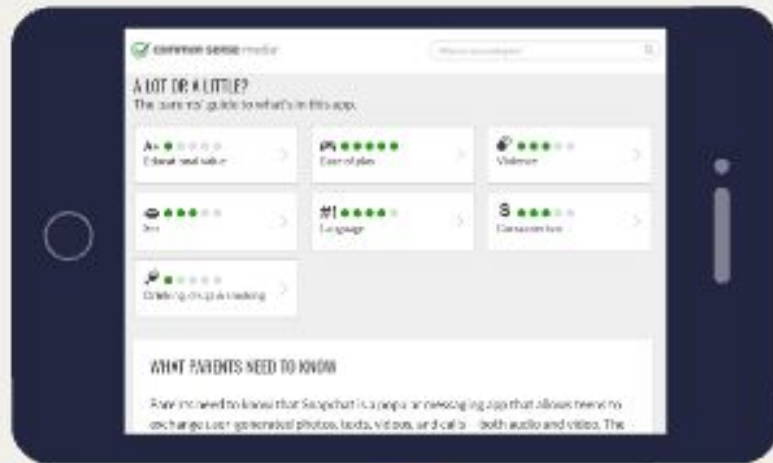 common sense media
A LOT OR A LITTLE?
The parents' guide to what's in this app.
A+
Educational value
Ease of play
Violence
Sex
#!
Language
$
Consumerism
Drinking, drugs & smoking
WHAT PARENTS NEED TO KNOW
Parents need to know that Snapchat is a popular messaging app that allows teens to
exchange user-generated photos, texts, videos, and calls -- both audio and video. The